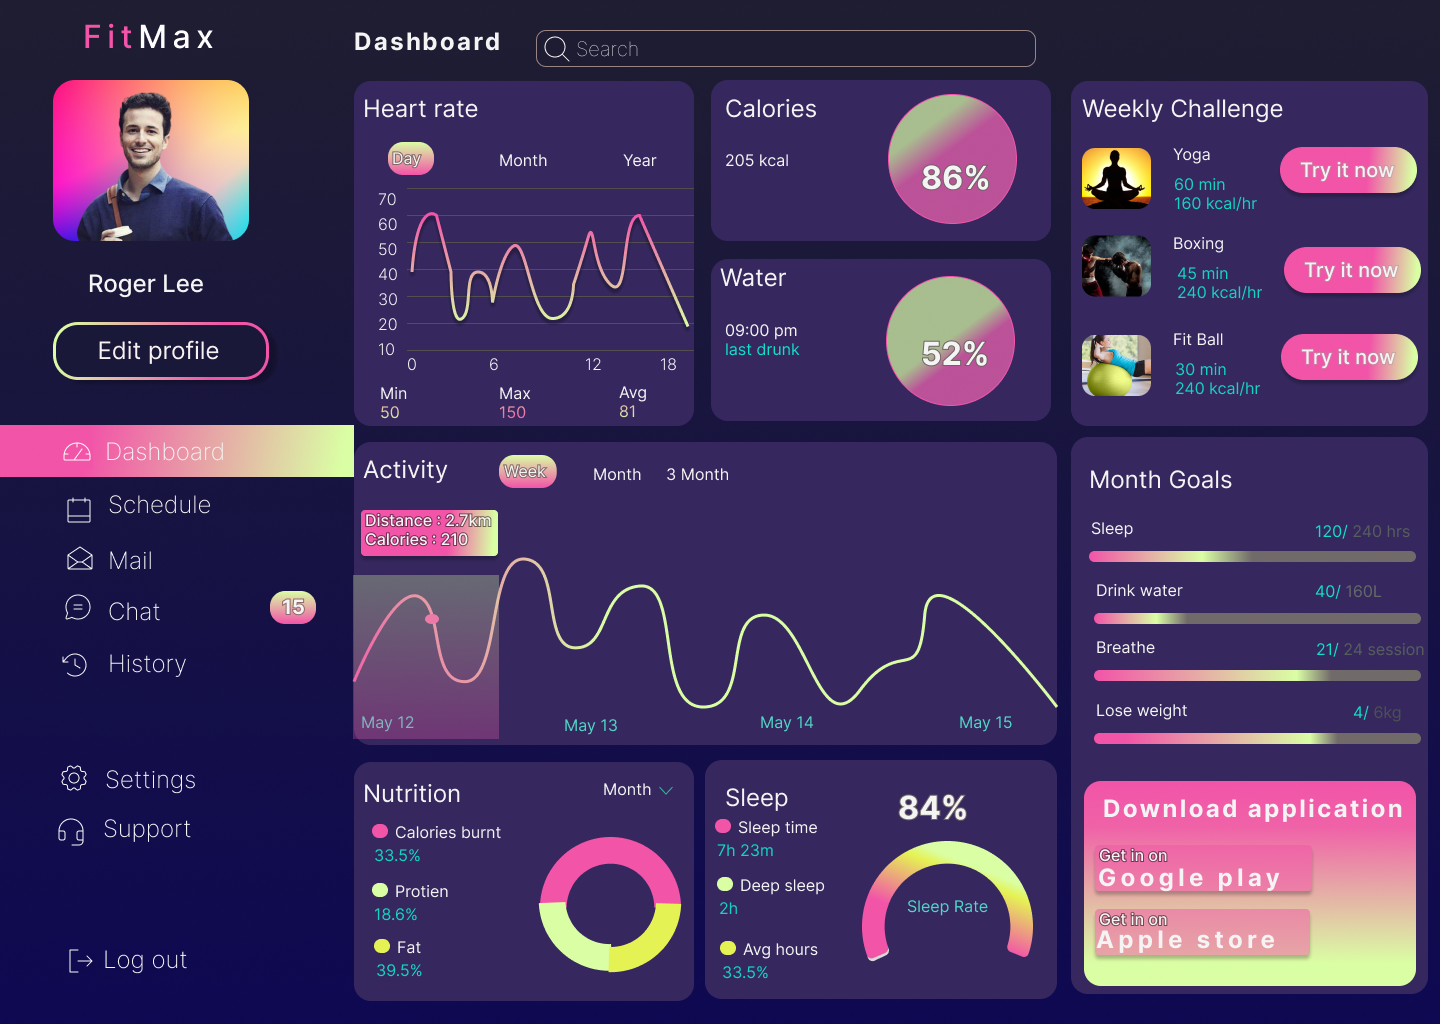 FitMax
Roger Lee
Edit profile
Dashboard
Schedule
Mail
Chat
15
History
Settings
Support
Log out
Dashboard
Search
Heart rate
Day Month Year
70
60
50
40
30
20
10
0 6 12 18
Min Max Avg
50 150 81
Calories
205 kcal
86%
Water
09:00 pm
last drunk
52%
Weekly Challenge
Yoga
60 min
160 kcal/hr
Try it now
Boxing
45 min
240 kcal/hr
Try it now
Fit Ball
30 min
240 kcal/hr
Try it now
Activity Week Month 3 Month
Distance : 2.7km
Calories : 210
May 12 May 13 May 14 May 15
Month Goals
Sleep 120/ 240 hrs
Drink water 40/ 160L
Breathe 21/ 24 session
Lose weight 4/ 6kg
Nutrition Month
Calories burnt
33.5%
Protien
18.6%
Fat
39.5%
Sleep
84%
Sleep time
7h 23m
Deep sleep
2h
Avg hours
33.5%
Sleep Rate
Download application
Get in on
Google play
Get in on
Apple store